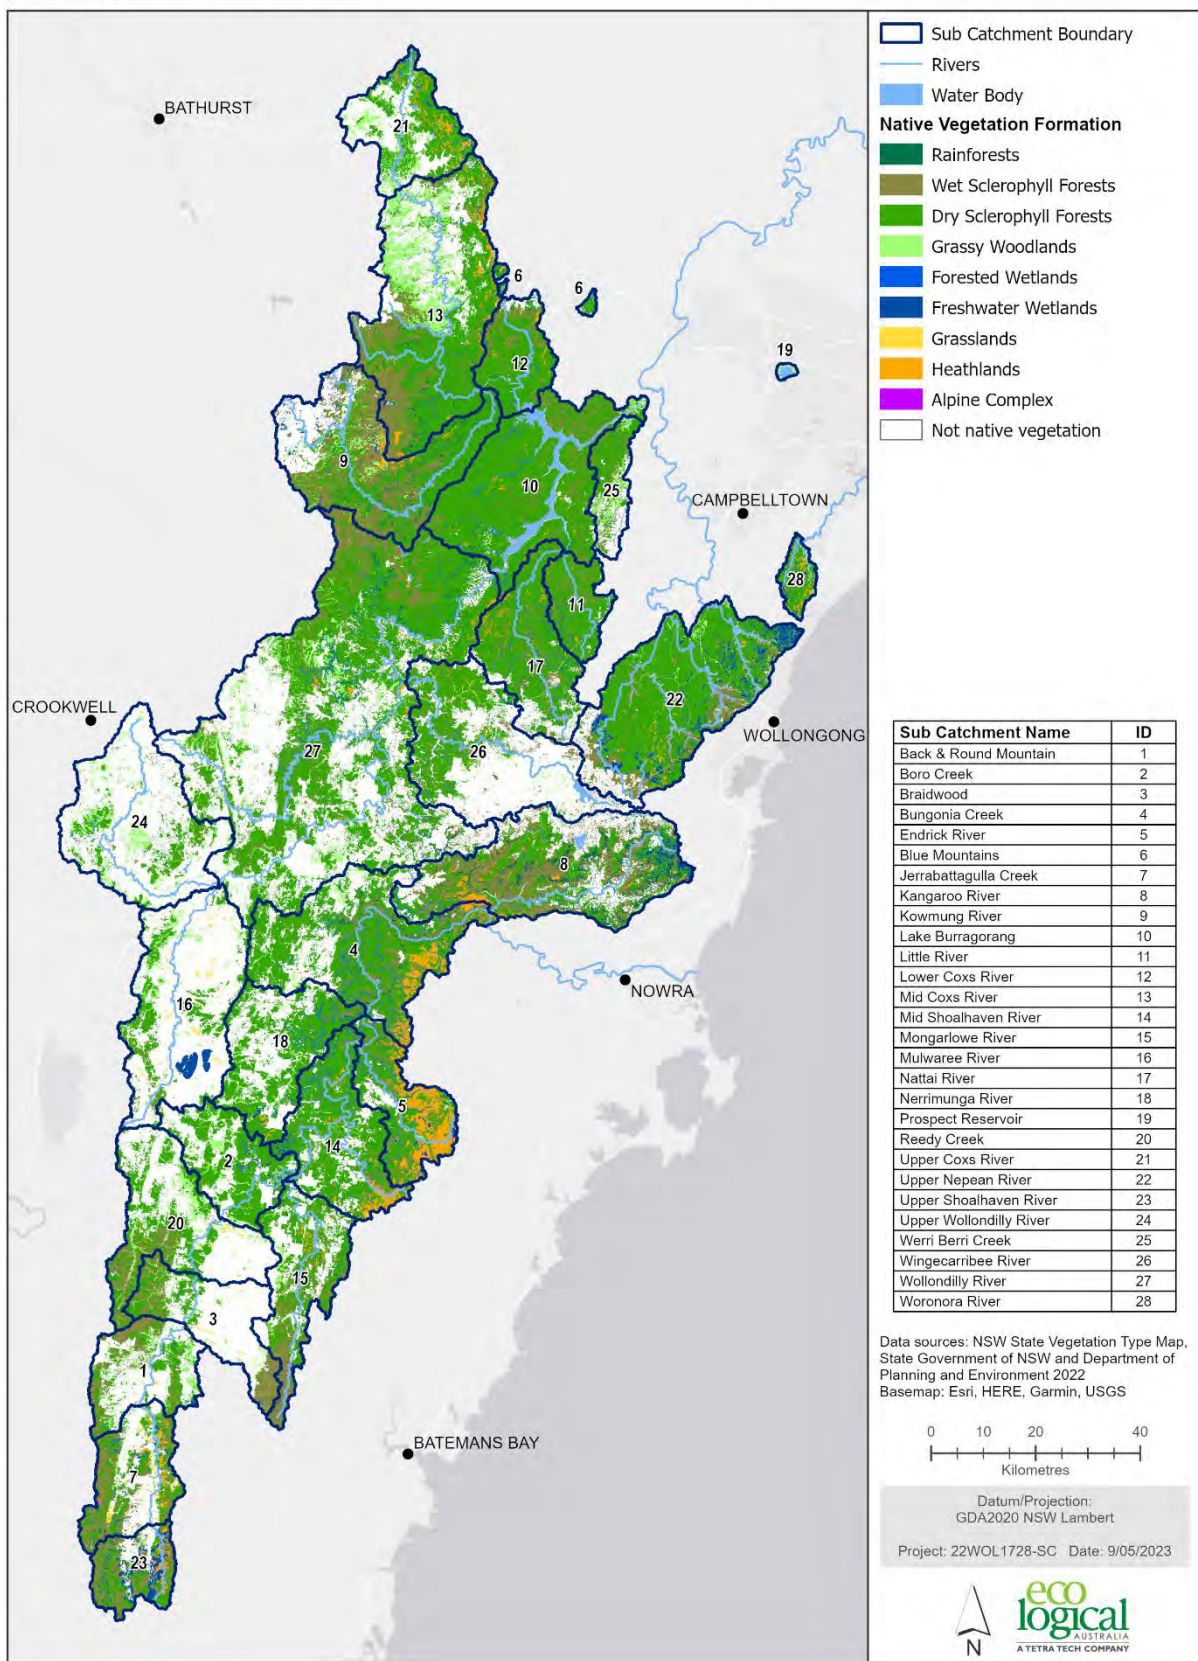 BATHURST
21
6
6
13
19
12
9
10
25
CAMPBELLTOWN
28
11
17
22
CROOKWELL
WOLLONGONG
26
27
24
8
4
NOWRA
16
18
5
14
2
20
15
3
1
BATEMANS BAY
7
23
Sub Catchment Boundary
Rivers
Water Body
Native Vegetation Formation
Rainforests
Wet Sclerophyll Forests
Dry Sclerophyll Forests
Grassy Woodlands
Forested Wetlands
Freshwater Wetlands
Grasslands
Heathlands
Alpine Complex
Not native vegetation
Sub Catchment Name ID
Back & Round Mountain 1
Boro Creek 2
Braidwood 3
Bungonia Creek 4
Endrick River 5
Blue Mountains 6
Jerrabattagulla Creek 7
Kangaroo River 8
Kowmung River 9
Lake Burragorang 10
Little River 11
Lower Coxs River 12
Mid Coxs River 13
Mid Shoalhaven River 14
Mongarlowe River 15
Mulwaree River 16
Nattai River 17
Nerrimunga River 18
Prospect Reservoir 19
Reedy Creek 20
Upper Coxs River 21
Upper Nepean River 22
Upper Shoalhaven River 23
Upper Wollondilly River 24
Werri Berri Creek 25
Wingecarribee River 26
Wollondilly River 27
Woronora River 28
Data sources: NSW State Vegetation Type Map,
State Government of NSW and Department of
Planning and Environment 2022
Basemap: Esri, HERE, Garmin, USGS
0 10 20 40
Kilometres
Datum/Projection:
GDA2020 NSW Lambert
Project: 22WOL1728-SC Date: 9/05/2023
N
eco
logical
AUSTRALIA
A TETRA TECH COMPANY